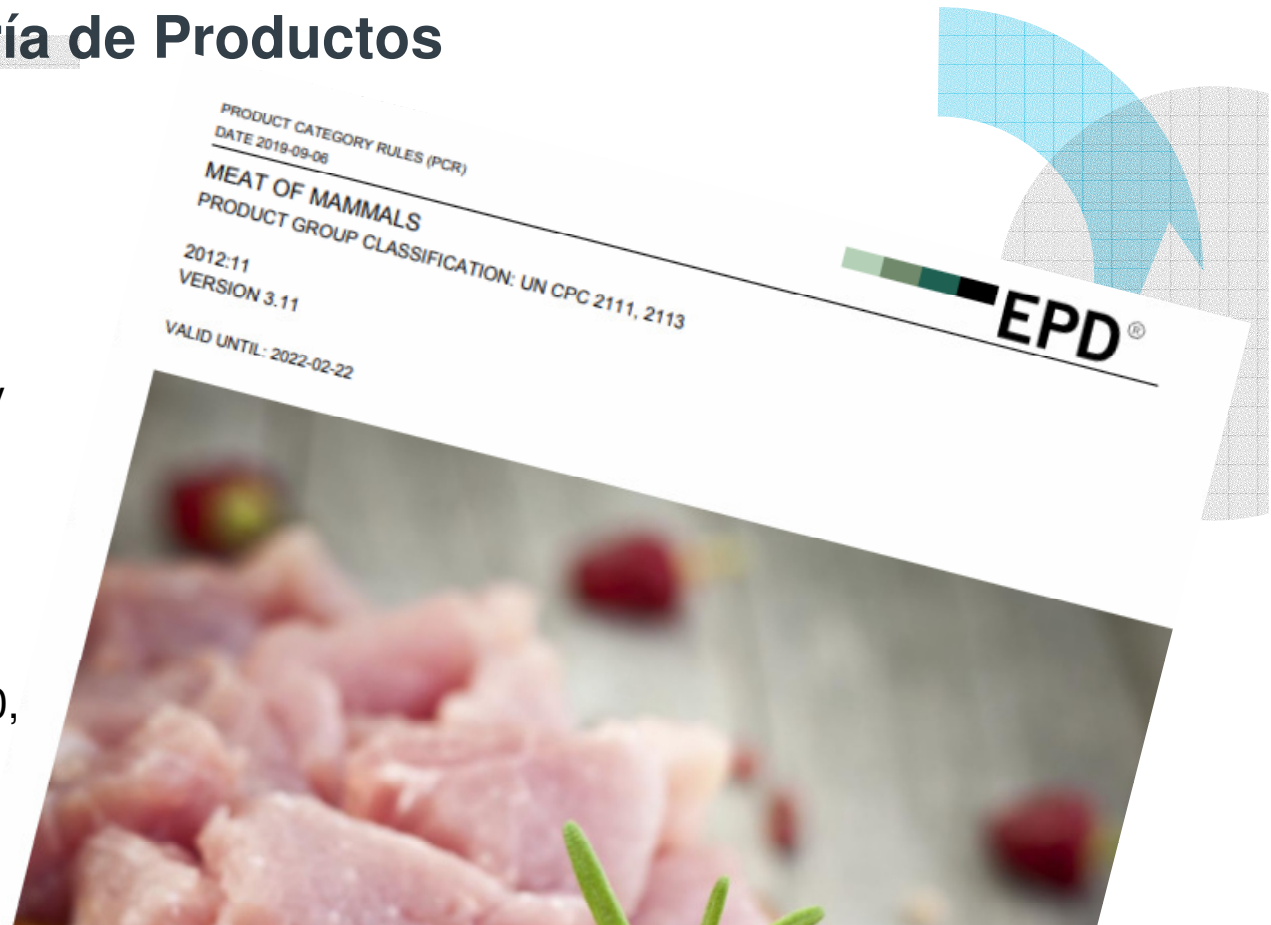 ía de Productos
PRODUCT CATEGORY RULES (PCR)
DATE 2019-09-06
MEAT OF MAMMALS
PRODUCT GROUP CLASSIFICATION: UN CPC 2111, 2113
2012:11
VERSION 3.11
VALID UNTIL: 2022-02-22
EPD®
0,